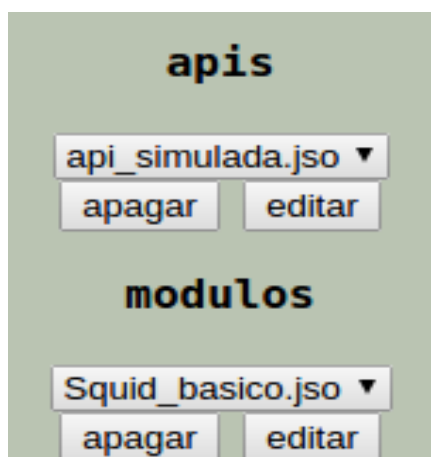 apis
api_simulada.jso
apagar editar
modulos
Squid_basico.jso
apagar editar